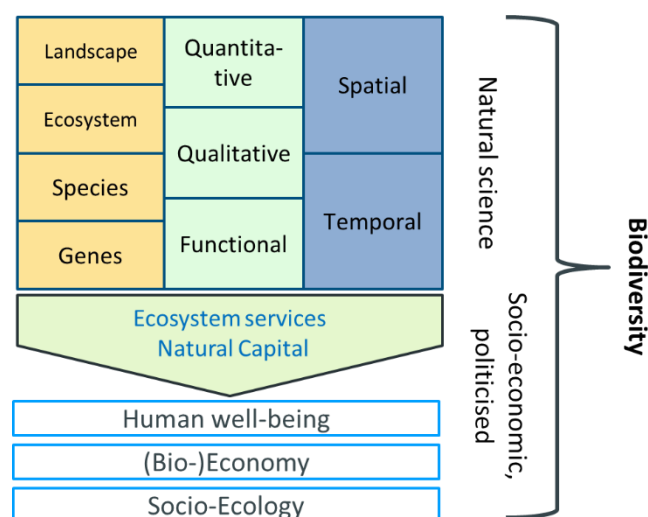 Landscape
Ecosystem
Species
Genes
Quantita-
tive
Qualitative
Functional
Spatial
Temporal
Ecosystem services
Natural Capital
Human well-being
(Bio-)Economy
Socio-Ecology
Natural science
Socio-economic,
politicised
Biodiversity